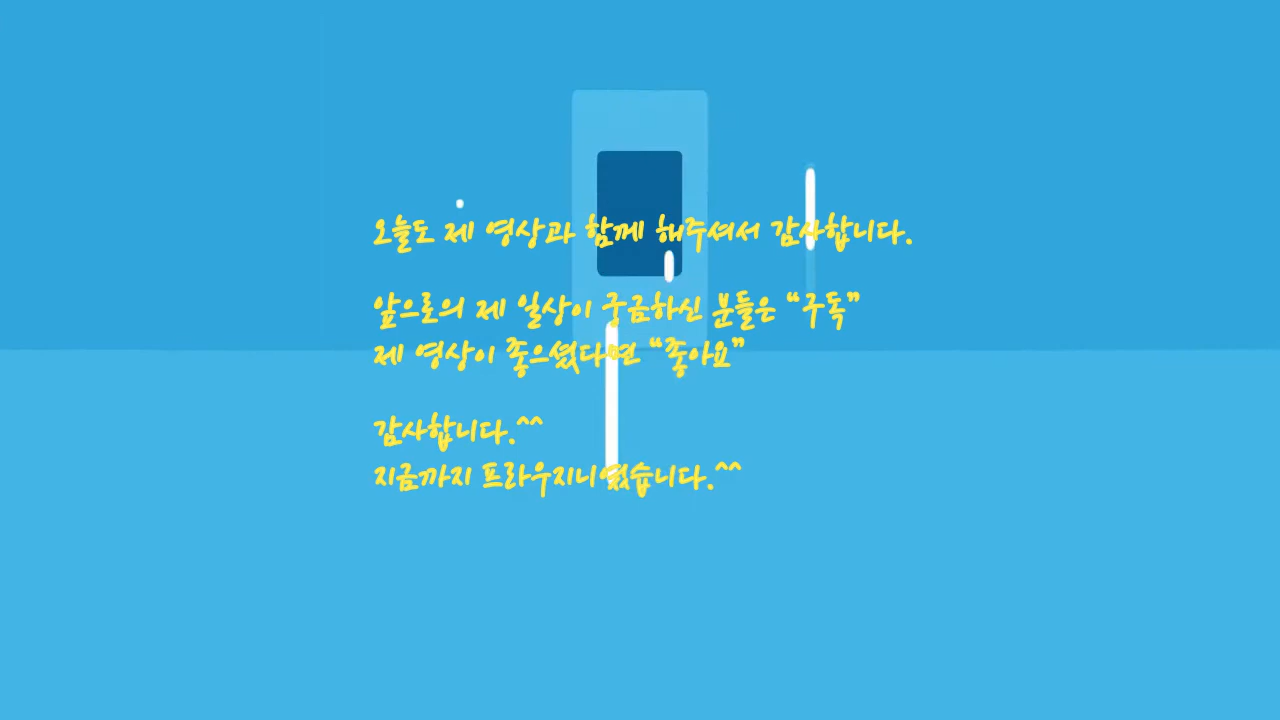 오늘도 제 영상과 함께 해주셔서 감사합니다.
앞으로의 제 일상이 궁금하신 분들은 “구독”
제 영상이 좋으셨다면 “좋아요”
감사합니다.^^
지금까지 프라우지니였습니다.^^